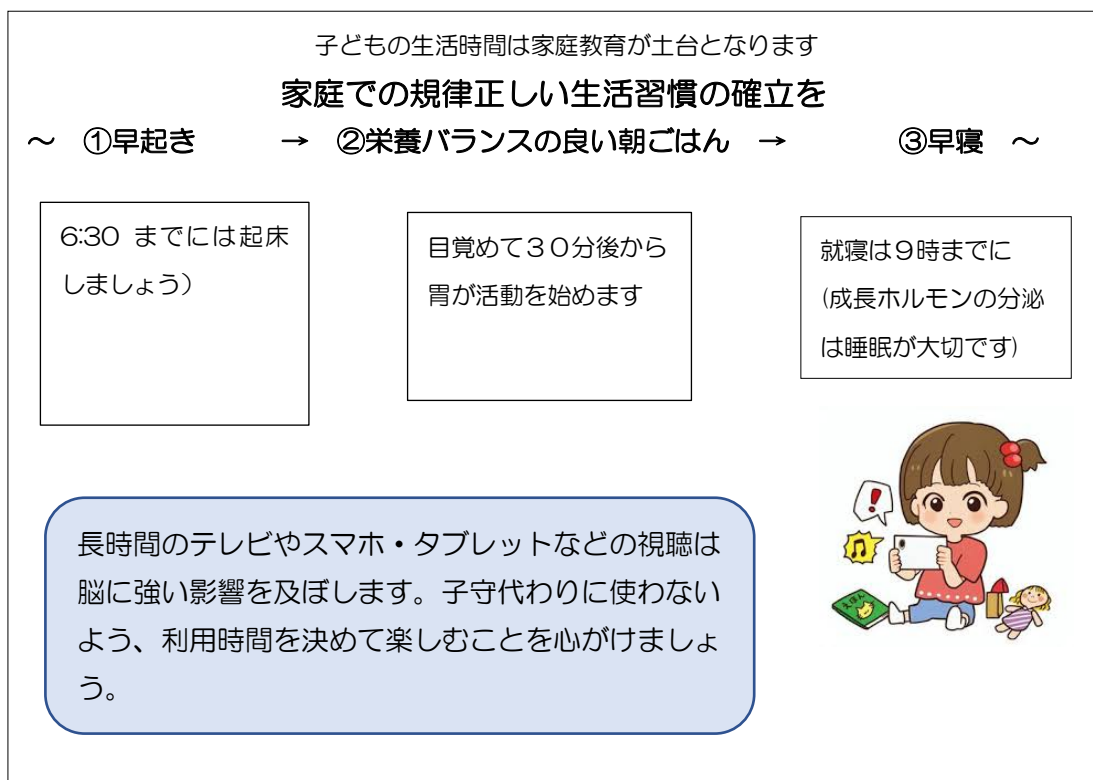 子どもの生活時間は家庭教育が土台となります
家庭での規律正しい生活習慣の確立を
～　①早起き　→　②栄養バランスの良い朝ごはん　→　③早寝　～
6:30 までには起床
しましょう）
目覚めて３０分後から
胃が活動を始めます
就寝は９時までに
(成長ホルモンの分泌
は睡眠が大切です)
長時間のテレビやスマホ・タブレットなどの視聴は
脳に強い影響を及ぼします。子守代わりに使わない
よう、利用時間を決めて楽しむことを心がけましょ
う。
!
えほん